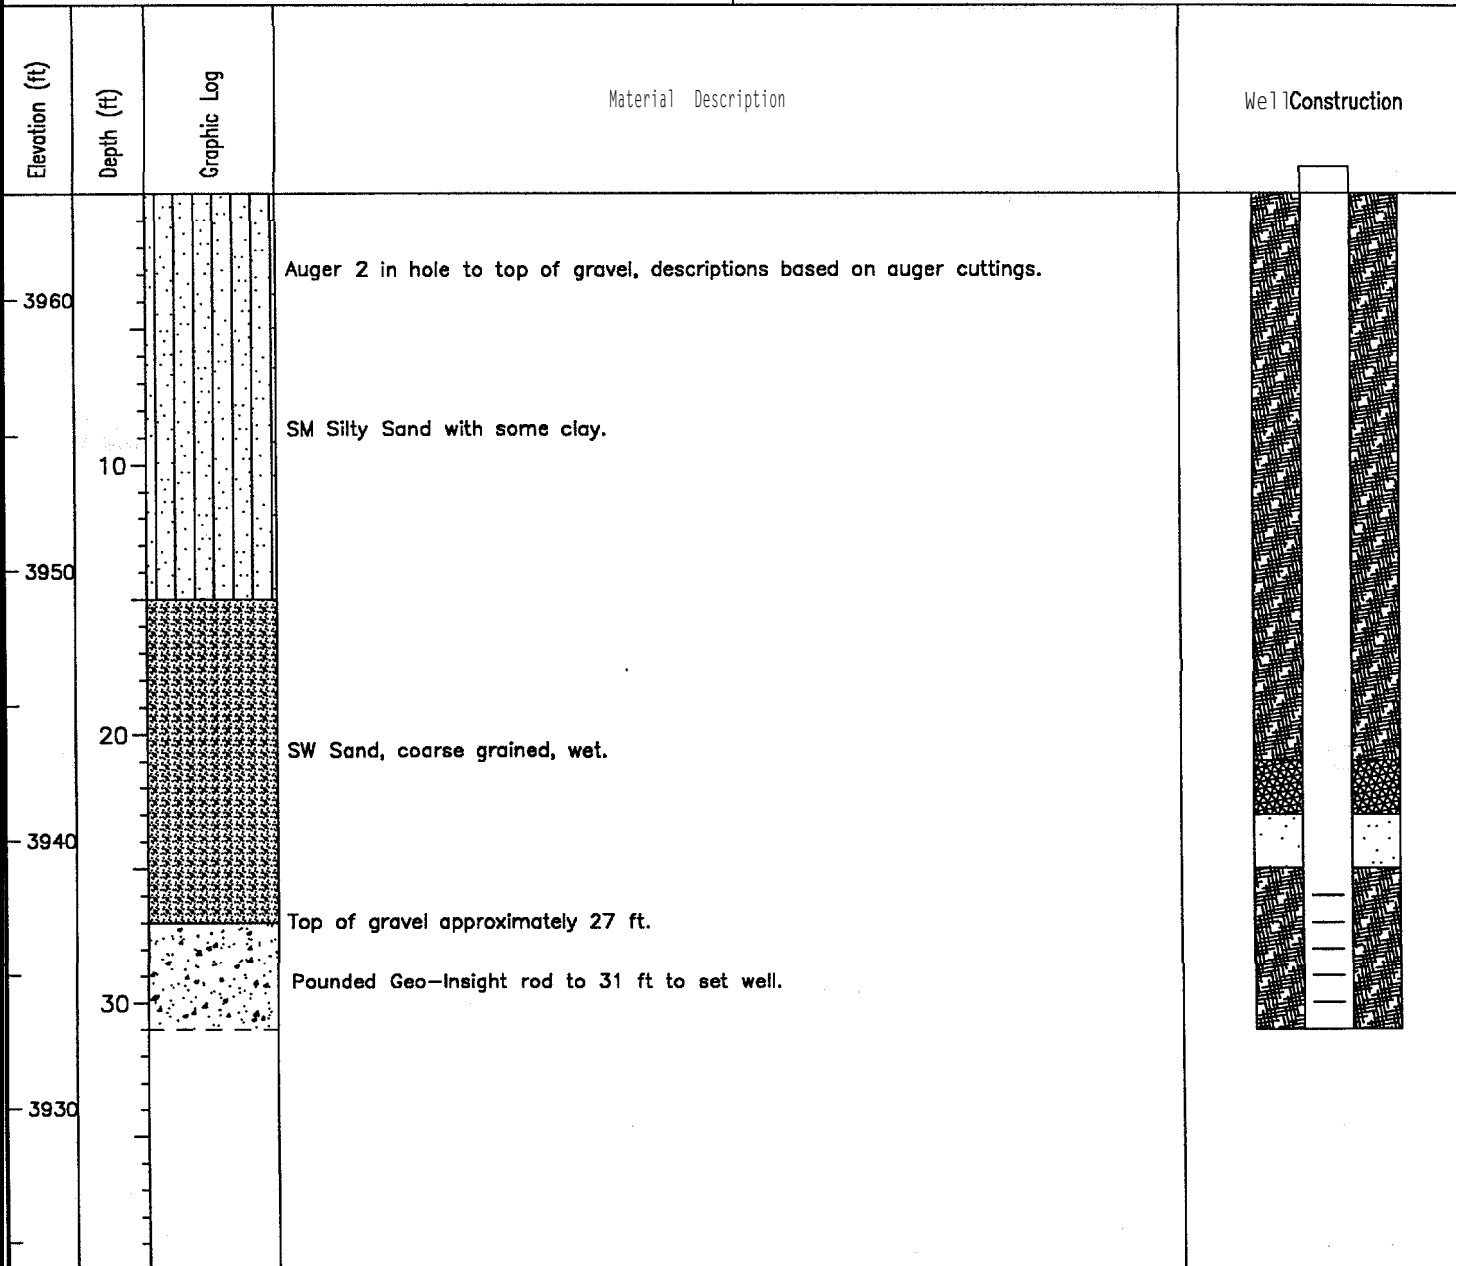 Elevation (ft)
Depth (ft)
Graphic Log
Material Description
Well Construction
Auger 2 in hole to top of gravel, descriptions based on auger cuttings.
3960
SM Silty Sand with some clay.
10
3950
20
SW Sand, coarse grained, wet.
3940
Top of gravel approximately 27 ft.
Pounded Geo-Insight rod to 31 ft to set well.
30
3930